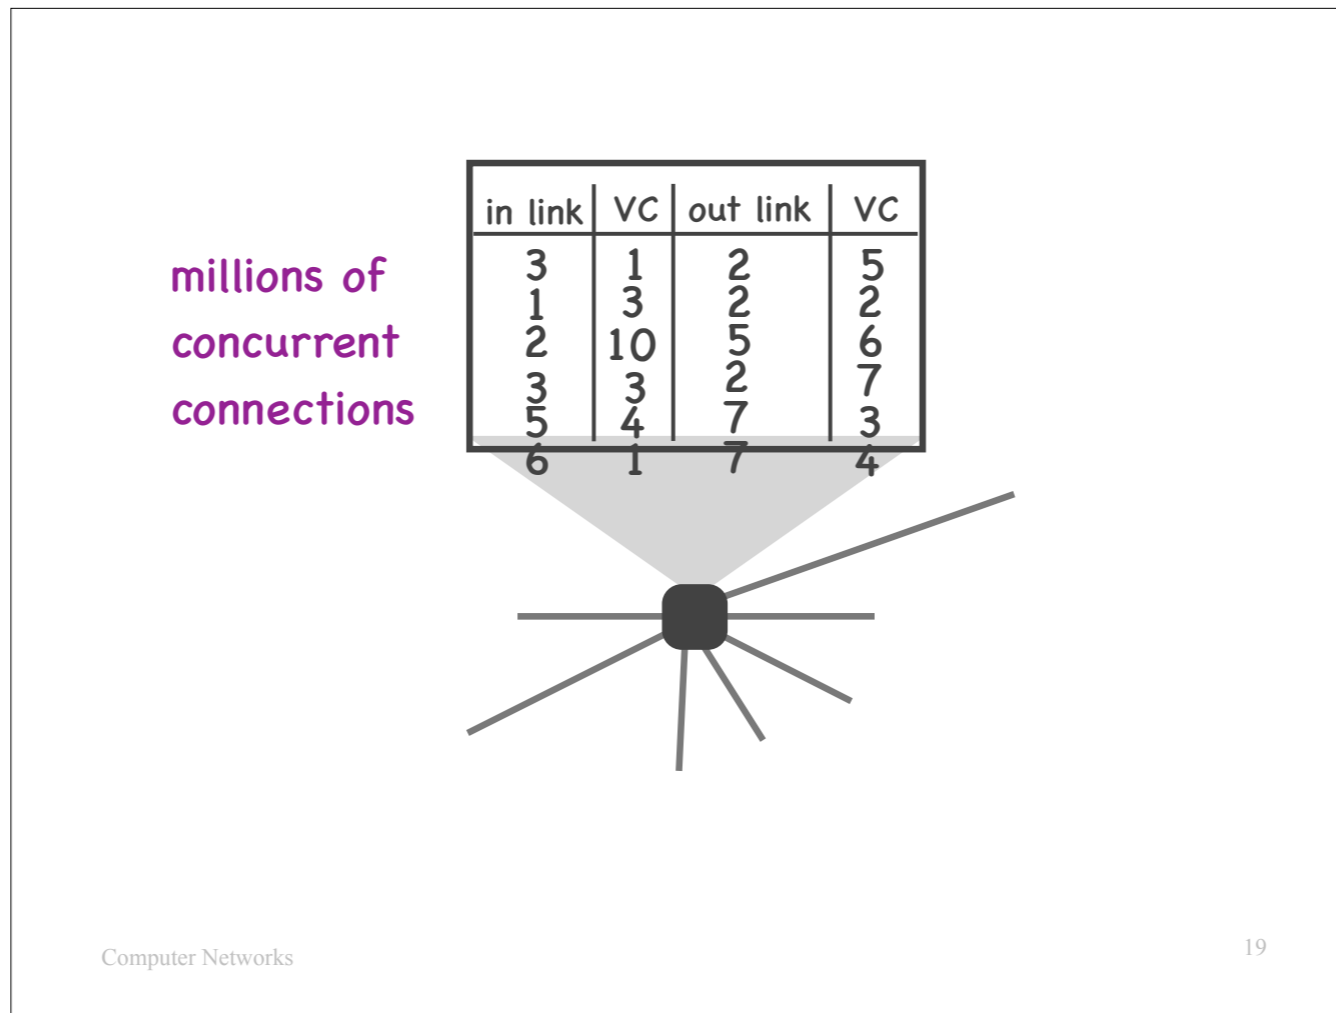 in link VC out link VC
3 1 2 5
1 3 2 2
2 10 5 6
3 3 2 7
5 4 7 3
6 1 7 4
millions of
concurrent
connections
Computer Networks
19